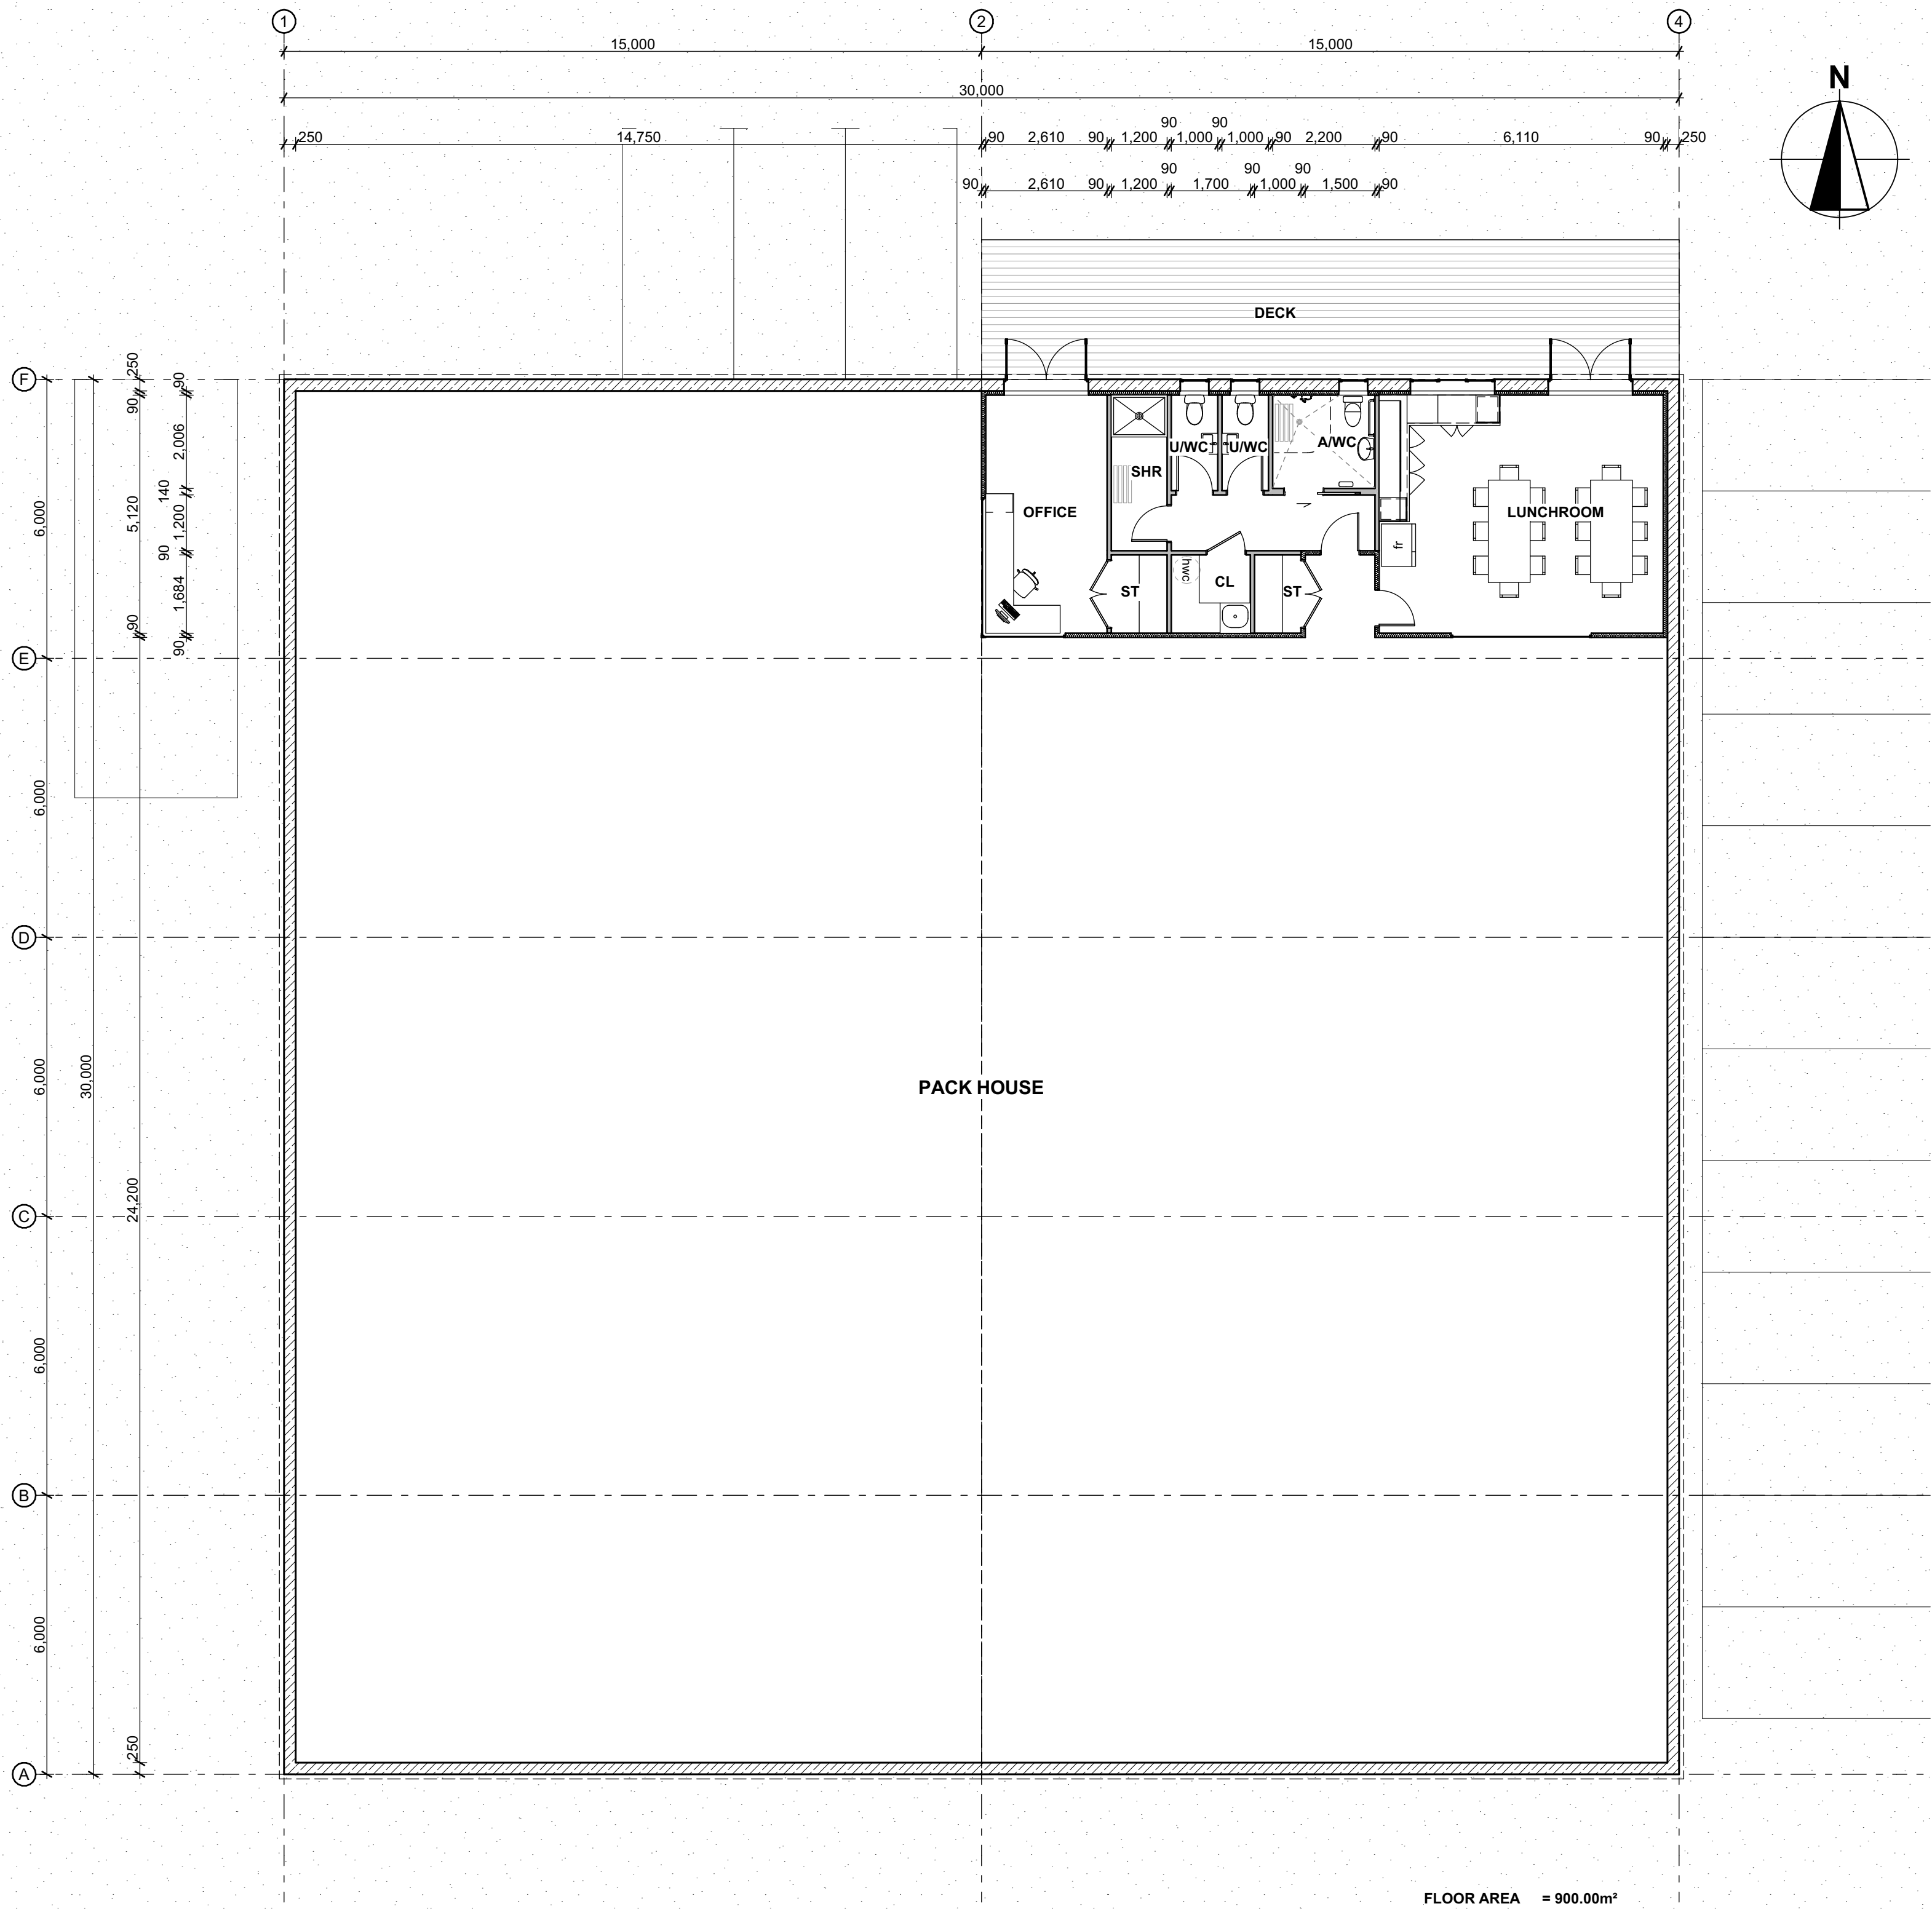 1 2 4
15,000 15,000
N
30,000
90 90
250 14,750 90 2,610 90 1,200 1,000 1,000 90 2,200 90 6,110 90 250
90 90 90
90 2,610 90 1,200 1,700 1,000 1,500 90
DECK
F
250
90
90
2,006
U/WC U/WC A/WC
SHR
140
6,000 5,120 1,200 OFFICE LUNCHROOM
90
fr
hwc
1,684 ST CL ST
90
90
E
6,000
D
6,000
30,000
PACK HOUSE
24,200
C
6,000
B
6,000
250
A
FLOOR AREA = 900.00m²